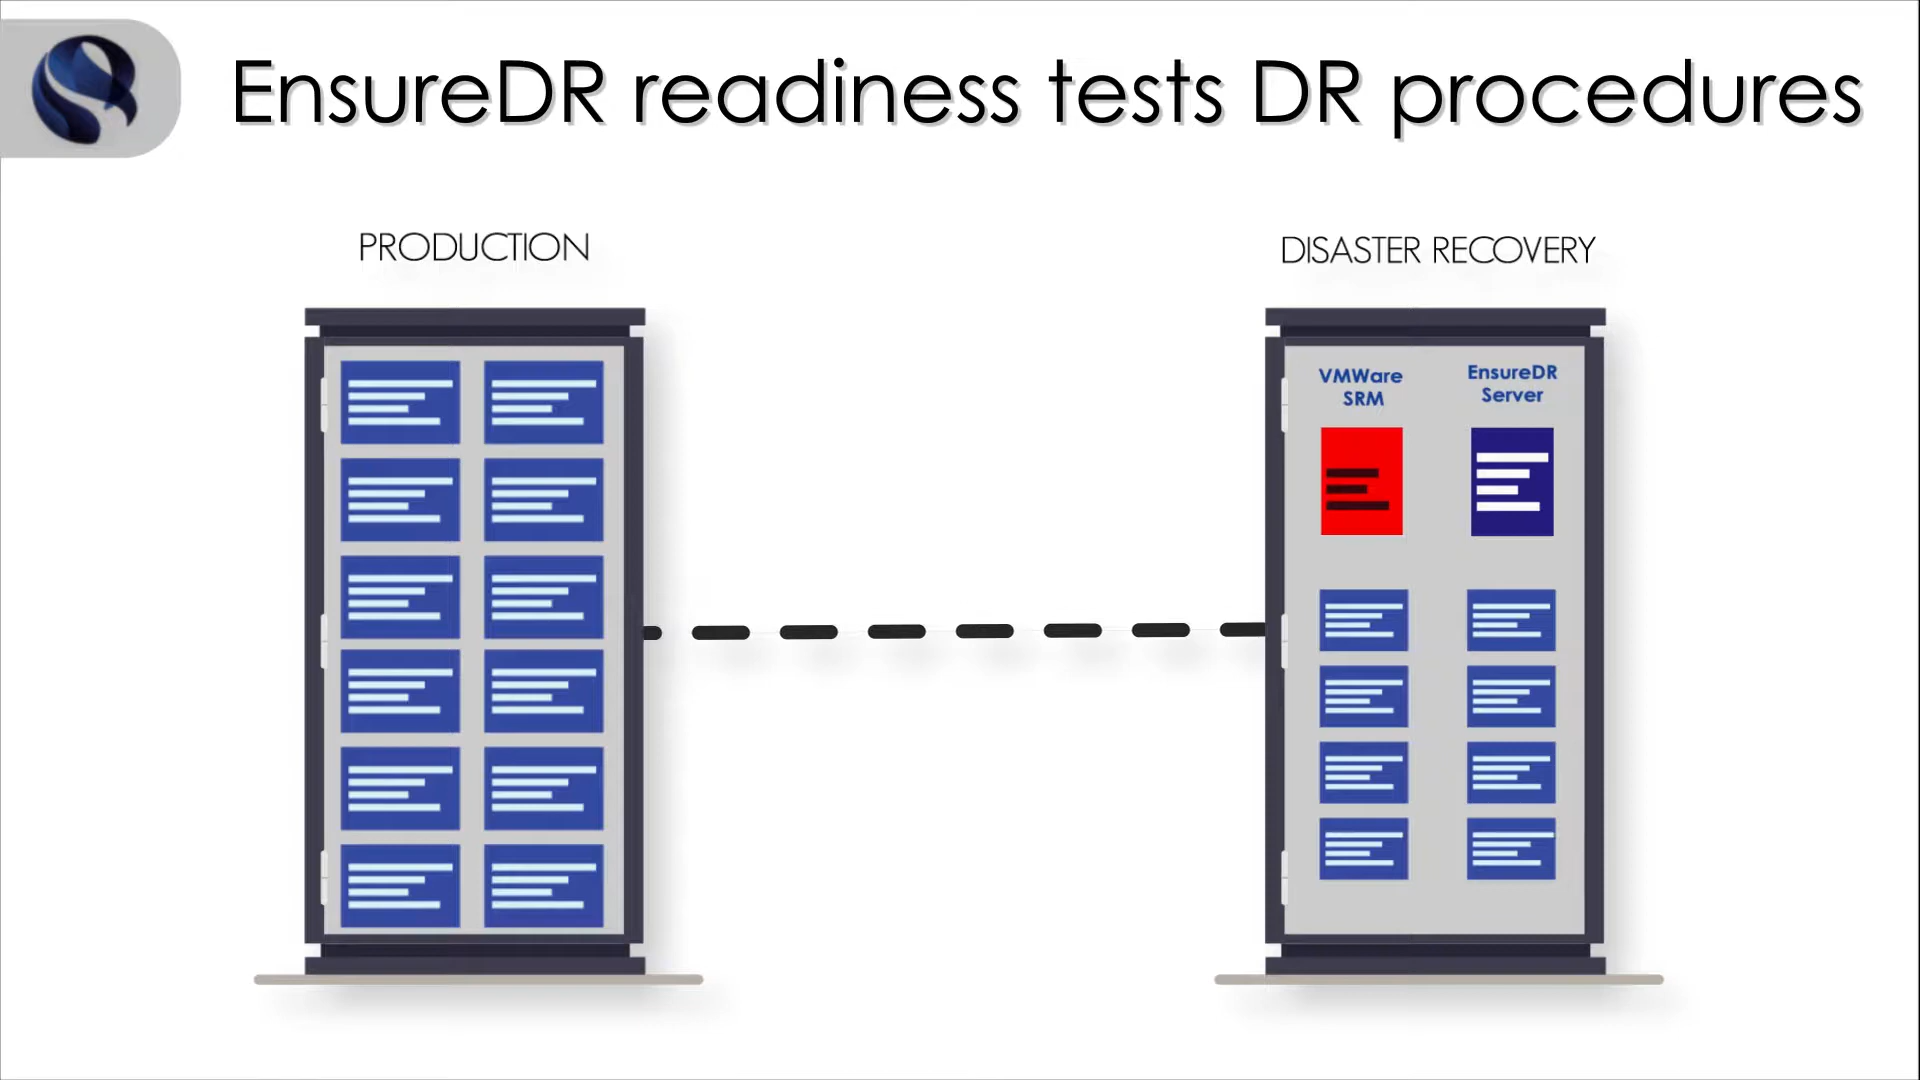 EnsureDR readiness tests DR procedures
PRODUCTION
DISASTER RECOVERY
VMWare
SRM
EnsureDR
Server